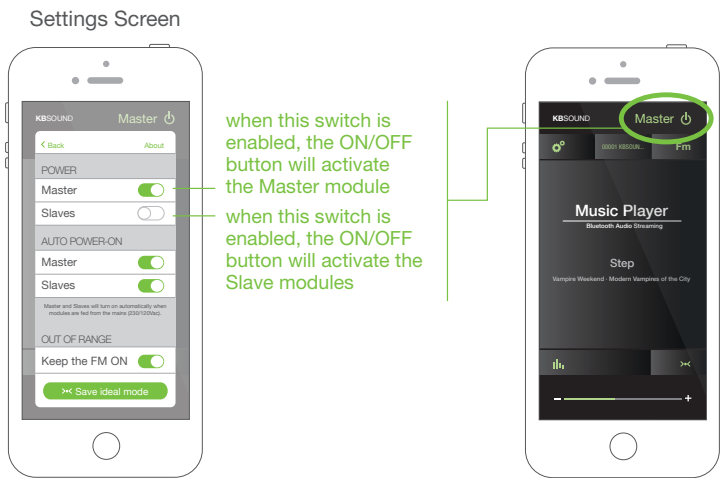 Settings Screen
KBSOUND Master
Back About
POWER
Master
Slaves
AUTO POWER-ON
Master
Slaves
Master and Slaves will turn on automatically when
modules are fed from the mains (230/120Vac).
OUT OF RANGE
Keep the FM ON
Save ideal mode
when this switch is
enabled, the ON/OFF
button will activate
the Master module
when this switch is
enabled, the ON/OFF
button will activate the
Slave modules
KBSOUND Master
00001 KBSOUN... Fm
Music Player
Bluetooth Audio Streaming
Step
Vampire Weekend - Modern Vampires of the City
- +